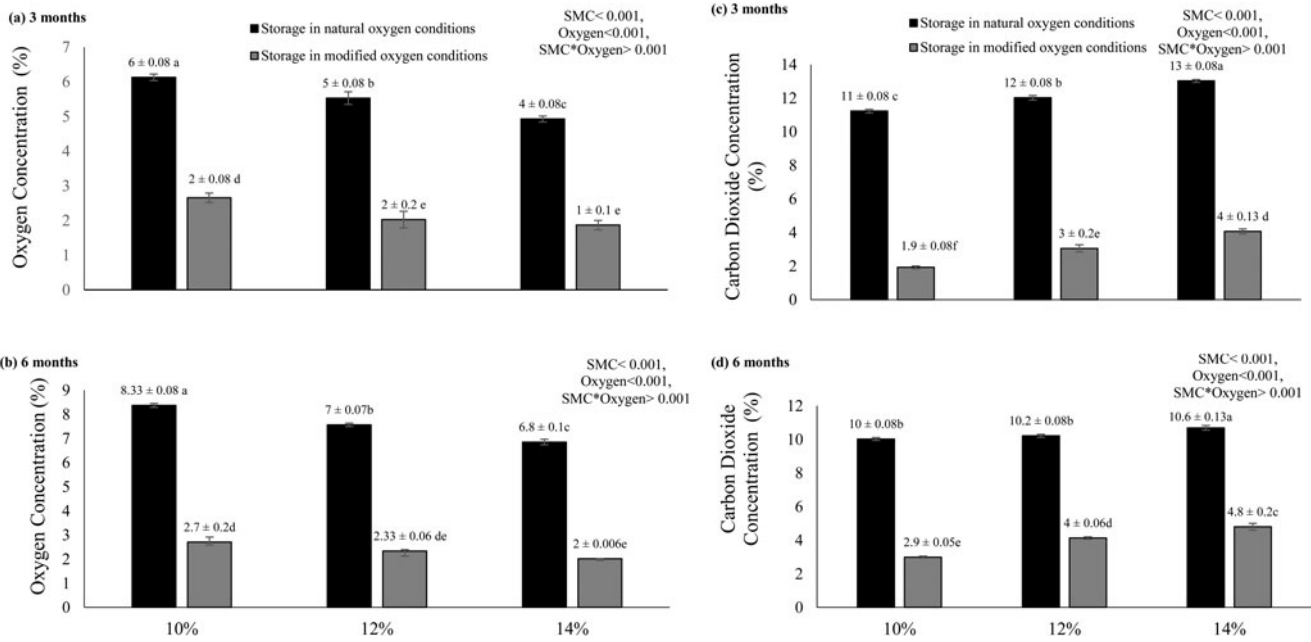 (a) 3 months
Storage in natural oxygen conditions
Storage in modified oxygen conditions
SMC< 0.001,
Oxygen<0.001,
SMC*Oxygen> 0.001
Oxygen Concentration (%)
7
6
5
4
3
2
1
0
6 ± 0.08 a
2 ± 0.08 d
5 ± 0.08 b
2 ± 0.2 e
4 ± 0.08c
1 ± 0.1 e
(c) 3 months
Storage in natural oxygen conditions
Storage in modified oxygen conditions
SMC< 0.001,
Oxygen<0.001,
SMC*Oxygen> 0.001
Carbon Dioxide Concentration
(%)
14
12
10
8
6
4
2
0
11 ± 0.08 c
1.9 ± 0.08f
12 ± 0.08 b
3 ± 0.2e
13 ± 0.08a
4 ± 0.13 d
(b) 6 months
SMC< 0.001,
Oxygen<0.001,
SMC*Oxygen> 0.001
Oxygen Concentration (%)
9
8
7
6
5
4
3
2
1
0
8.33 ± 0.08 a
2.7 ± 0.2d
7 ± 0.07b
2.33 ± 0.06 de
6.8 ± 0.1c
2 ± 0.006e
10%
12%
14%
(d) 6 months
SMC< 0.001,
Oxygen<0.001,
SMC*Oxygen> 0.001
Carbon Dioxide
Concentration (%)
12
10
8
6
4
2
0
10 ± 0.08b
2.9 ± 0.05e
10.2 ± 0.08b
4 ± 0.06d
10.6 ± 0.13a
4.8 ± 0.2c
10%
12%
14%